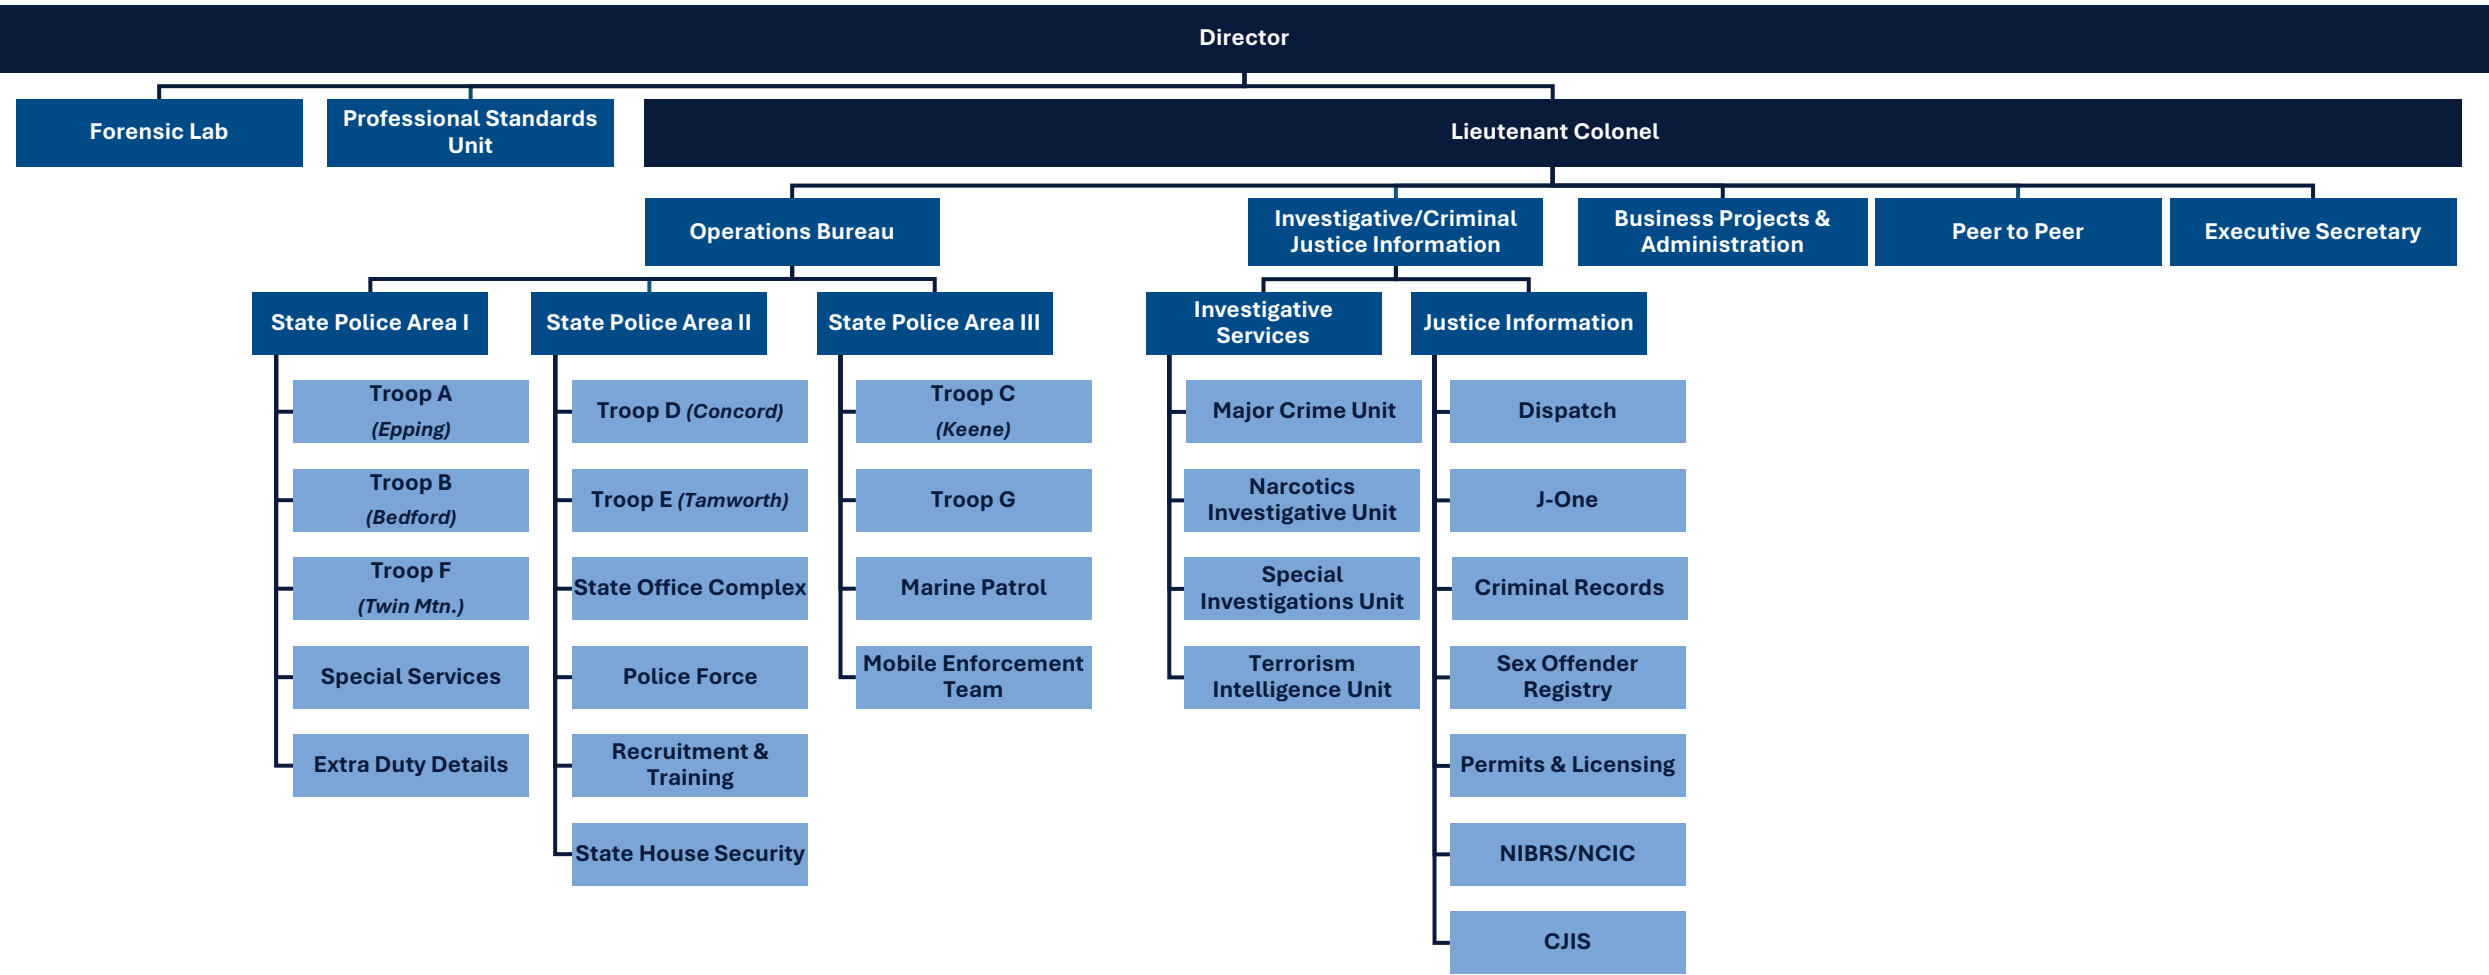 Director
Forensic Lab
Professional Standards
Unit
Lieutenant Colonel
Operations Bureau
Investigative/Criminal
Justice Information
Business Projects &
Administration
Peer to Peer
Executive Secretary
State Police Area I
State Police Area II
State Police Area III
Investigative
Services
Justice Information
Troop A
(Epping)
Troop B
(Bedford)
Troop F
(Twin Mtn.)
Special Services
Extra Duty Details
Troop D (Concord)
Troop E (Tamworth)
State Office Complex
Police Force
Recruitment &
Training
State House Security
Troop C
(Keene)
Troop G
Marine Patrol
Mobile Enforcement
Team
Major Crime Unit
Narcotics
Investigative Unit
Special
Investigations Unit
Terrorism
Intelligence Unit
Dispatch
J-One
Criminal Records
Sex Offender
Registry
Permits & Licensing
NIBRS/NCIC
CJIS